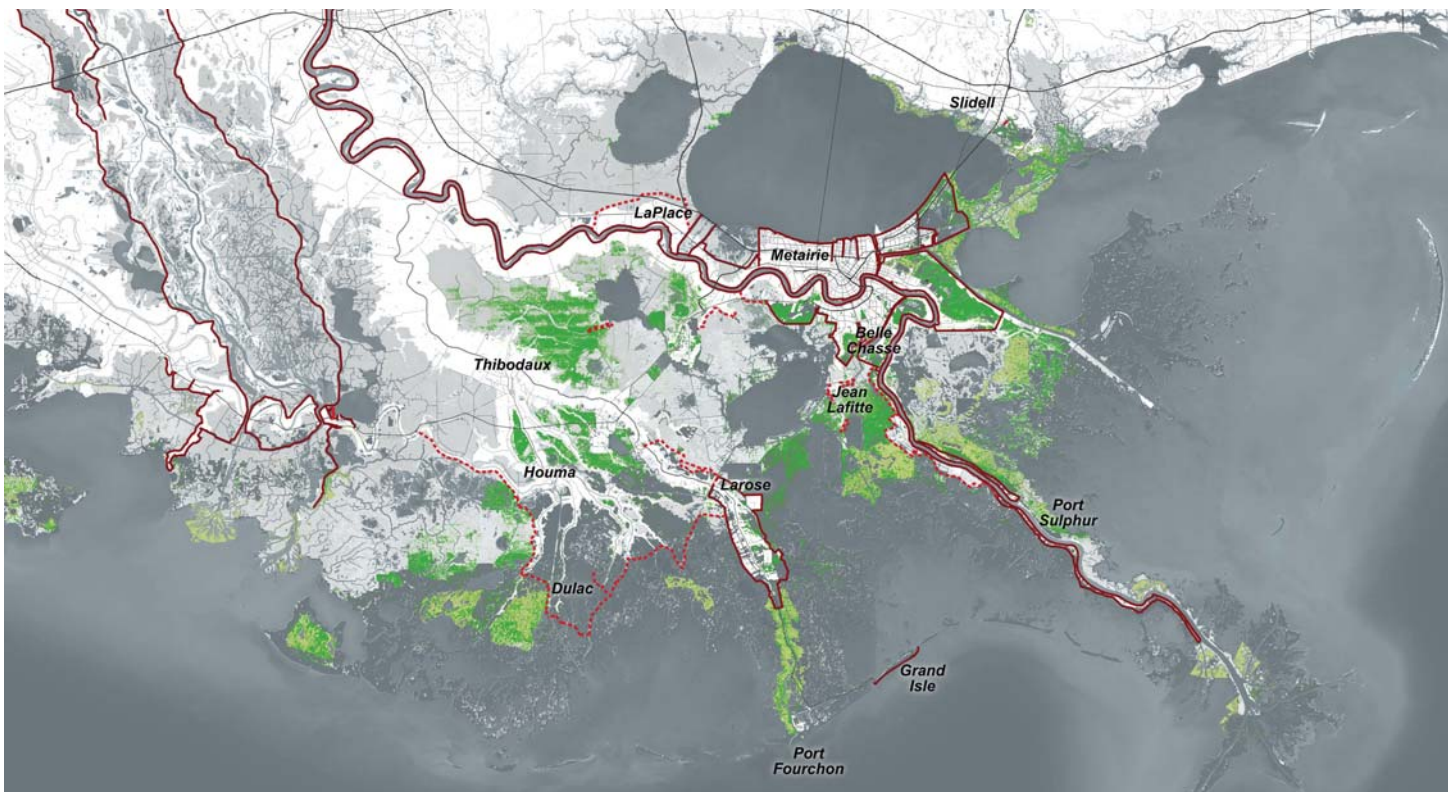 Slidell
LaPlace
Metairie
Belle
Chasse
Thibodaux
Jean
Lafitte
Houma
Larose
Port
Sulphur
Dulac
Grand
Isle
Port
Fourchon